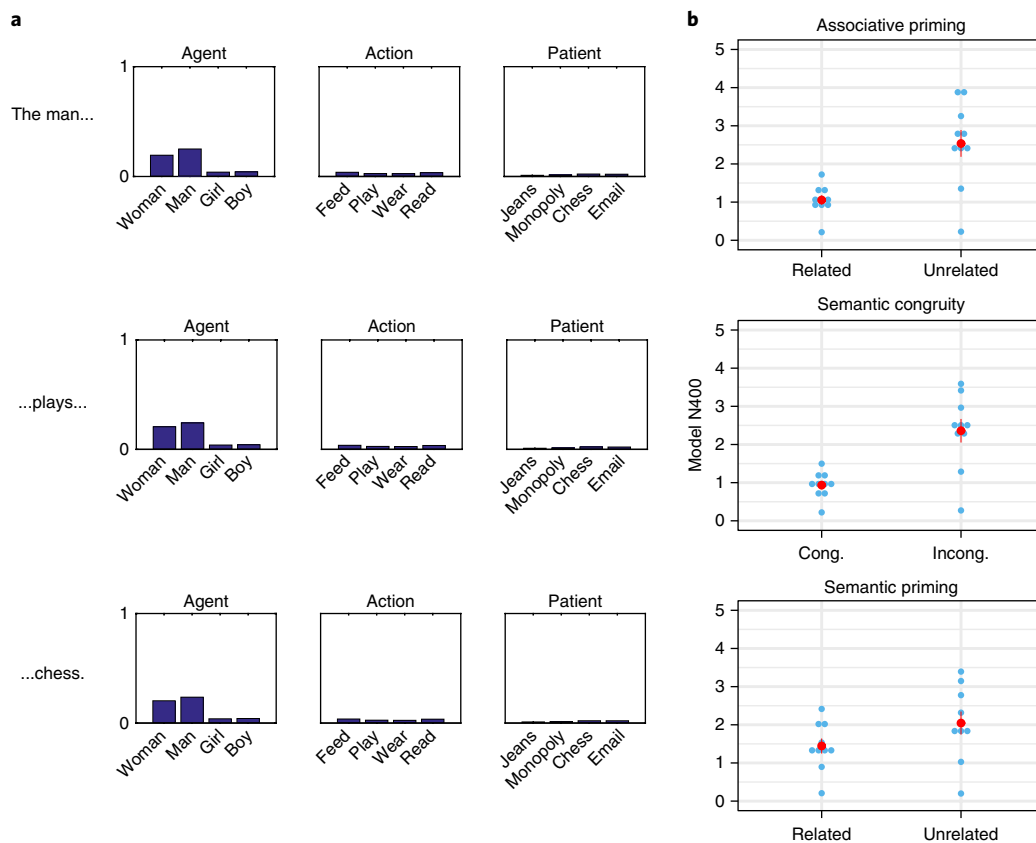 a
Agent Action Patient
The man...
1
0
Woman Man Girl Boy
Feed Play Wear Read
Jeans Monopoly Chess Email
Agent Action Patient
...plays...
1
0
Woman Man Girl Boy
Feed Play Wear Read
Jeans Monopoly Chess Email
Agent Action Patient
...chess.
1
0
Woman Man Girl Boy
Feed Play Wear Read
Jeans Monopoly Chess Email
b
Associative priming
5
4
3
2
1
0
Related Unrelated
Semantic congruity
Model N400
5
4
3
2
1
0
Cong. Incong.
Semantic priming
5
4
3
2
1
0
Related Unrelated